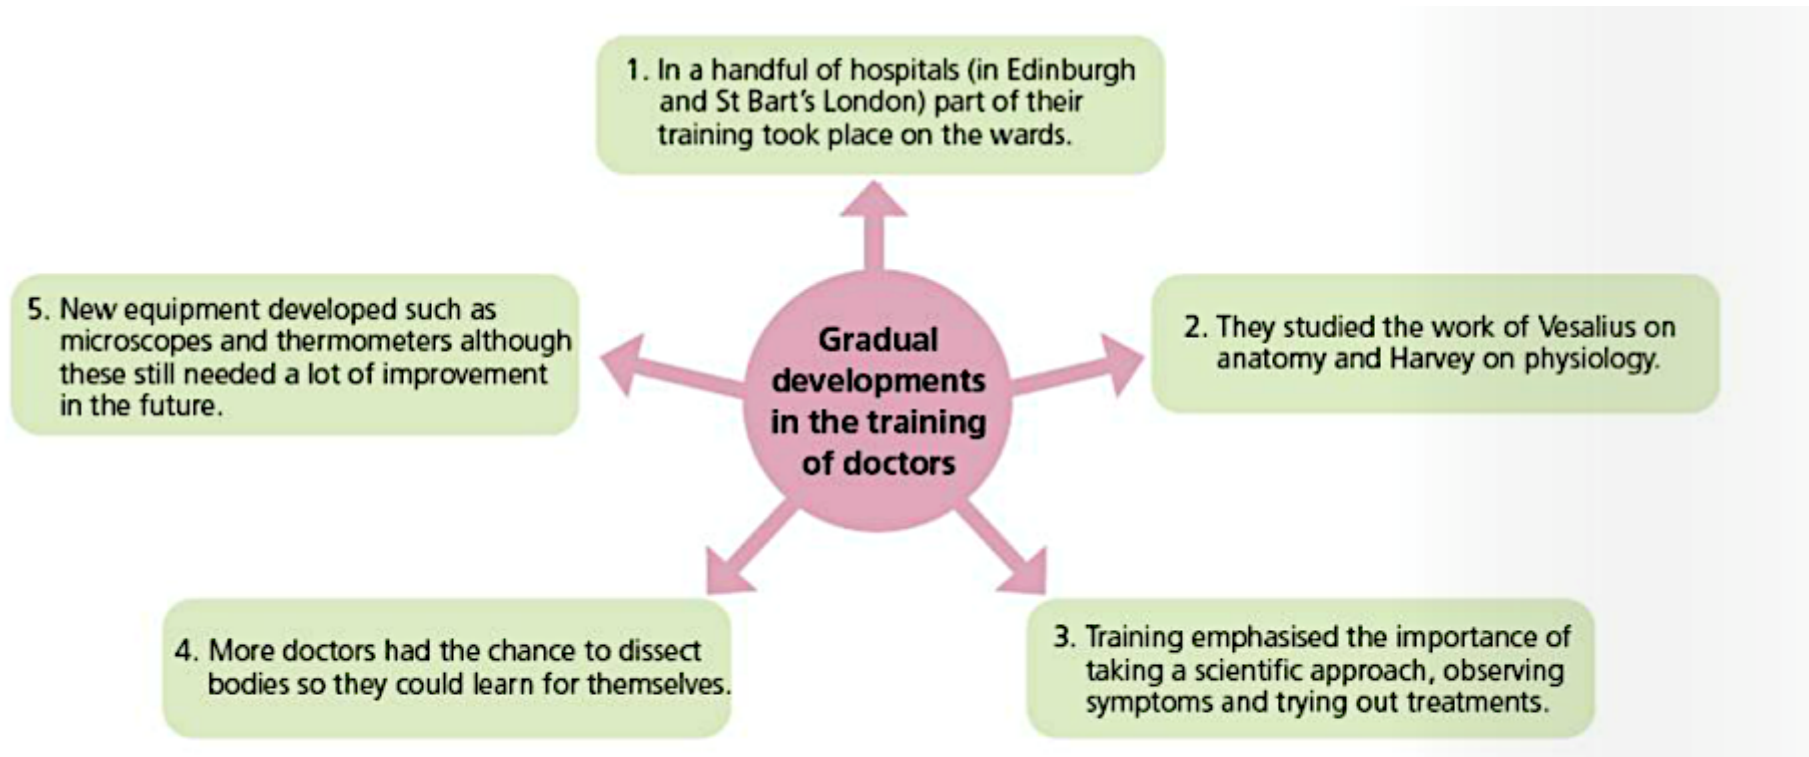 1. In a handful of hospitals (in Edinburgh
and St Bart's London) part of their
training took place on the wards.
5. New equipment developed such as
microscopes and thermometers although
these still needed a lot of improvement
in the future.
Gradual
developments
in the training
of doctors
2. They studied the work of Vesalius on
anatomy and Harvey on physiology.
4. More doctors had the chance to dissect
bodies so they could learn for themselves.
3. Training emphasised the importance of
taking a scientific approach, observing
symptoms and trying out treatments.